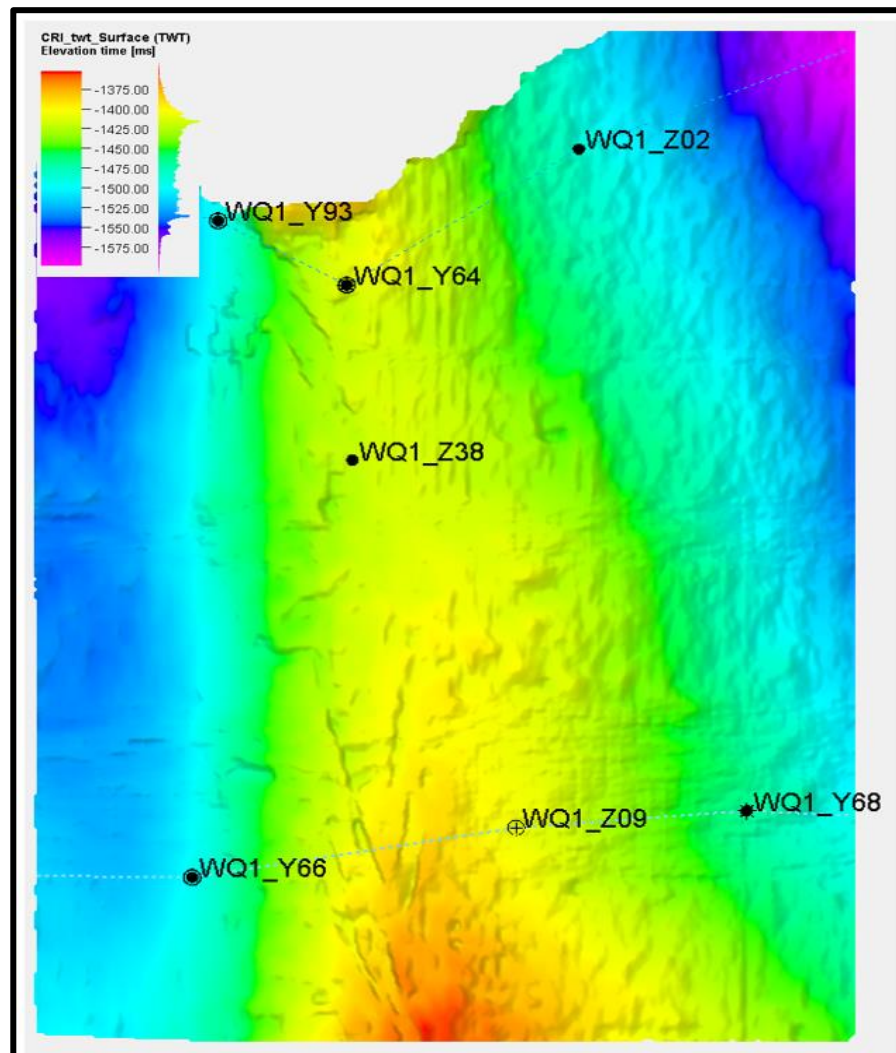 CRI_twt_Surface (TWT)
Elevation time [ms]
-1375.00
-1400.00
-1425.00
-1450.00
-1475.00
-1500.00
-1525.00
-1550.00
-1575.00
WQ1_Z02
WQ1_Y93
WQ1_Y64
WQ1_Z38
WQ1_Y68
WQ1_Z09
WQ1_Y66